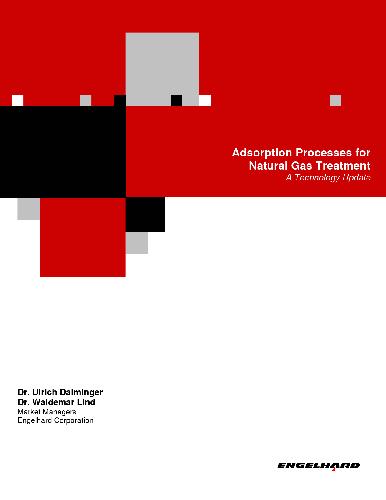 Adsorption Processes for
Natural Gas Treatment
A Technology Update
Dr. Ulrich Daiminger
Dr. Waldemar Lind
Market Managers
Engelhard Corporation
ENGELHARD